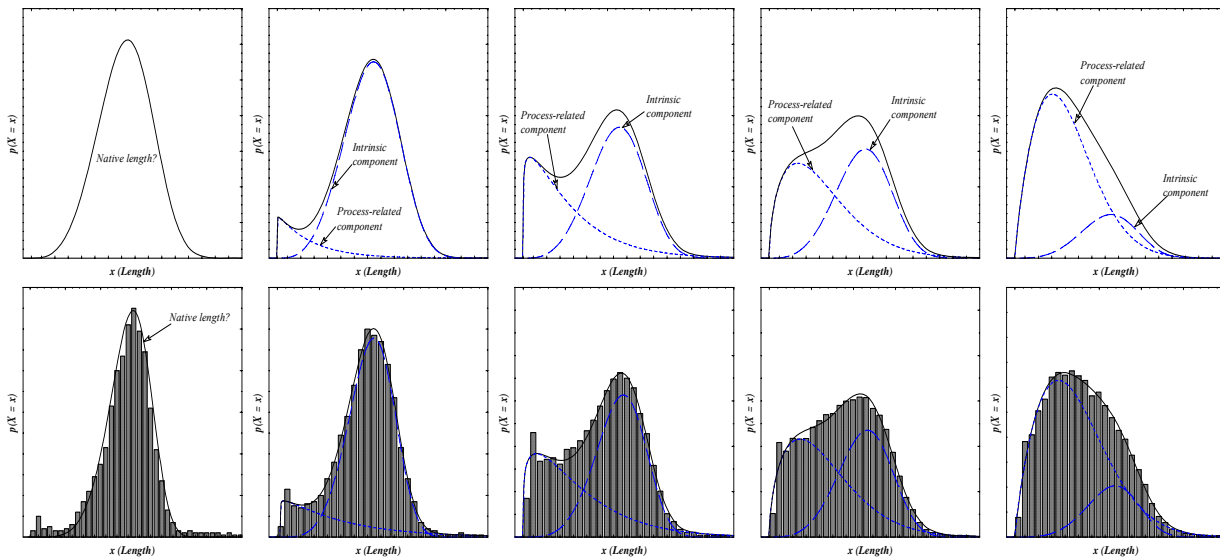 p(X = x)
Native length?
x (Length)
p(X = x)
Intrinsic
component
Process-related
component
x (Length)
p(X = x)
Process-related
component
Intrinsic
component
x (Length)
p(X = x)
Process-related
component
Intrinsic
component
x (Length)
p(X = x)
Process-related
component
Intrinsic
component
x (Length)
p(X = x)
Native length?
x (Length)
p(X = x)
x (Length)
p(X = x)
x (Length)
p(X = x)
x (Length)
p(X = x)
x (Length)